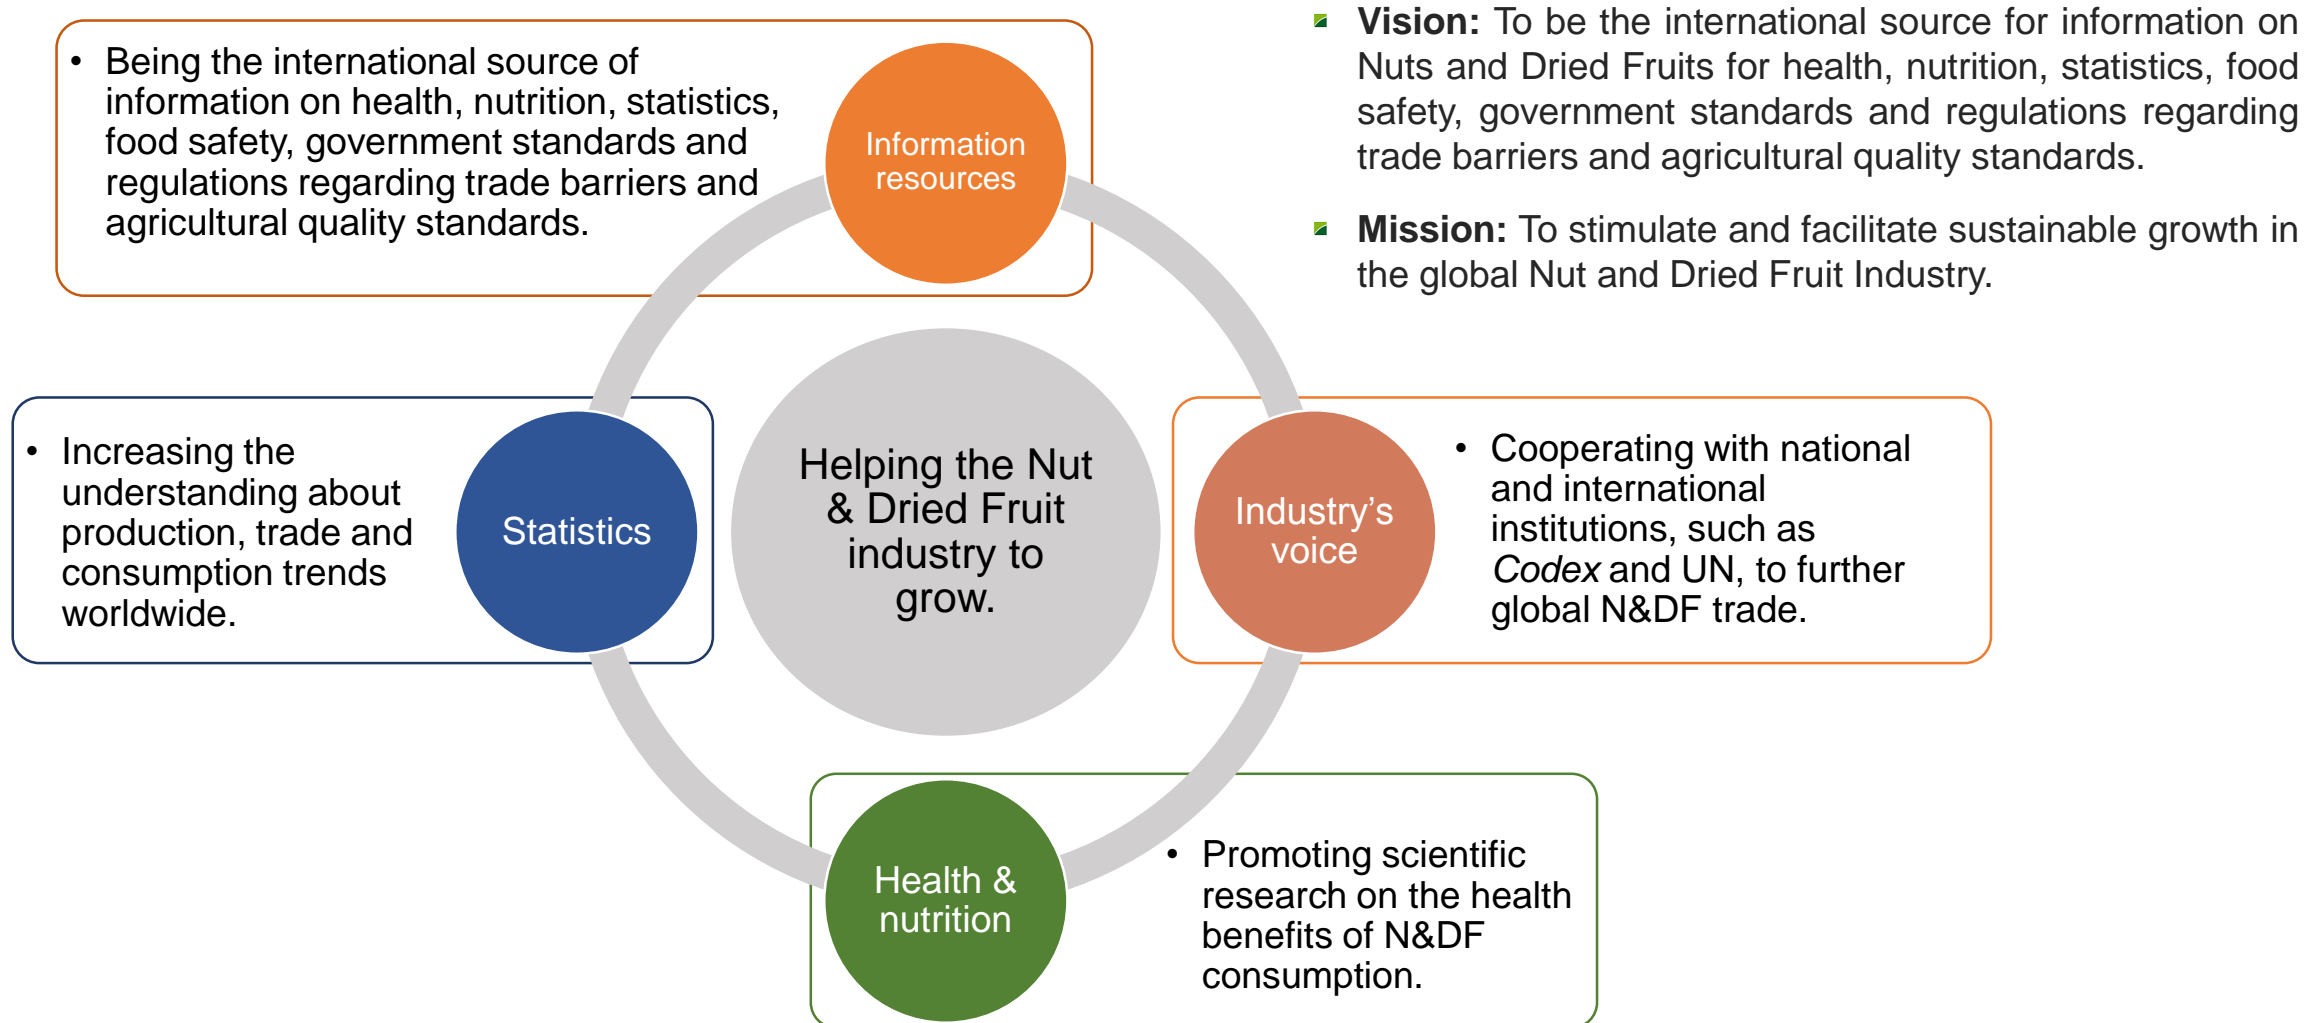 • Being the international source of
information on health, nutrition, statistics,
food safety, government standards and
regulations regarding trade barriers and
agricultural quality standards.
Information
resources
Vision: To be the international source for information on
Nuts and Dried Fruits for health, nutrition, statistics, food
safety, government standards and regulations regarding
trade barriers and agricultural quality standards.
Mission: To stimulate and facilitate sustainable growth in
the global Nut and Dried Fruit Industry.
• Increasing the
understanding about
production, trade and
consumption trends
worldwide.
Statistics
Helping the Nut
& Dried Fruit
industry to
grow.
Industry’s
voice
• Cooperating with national
and international
institutions, such as
Codex and UN, to further
global N&DF trade.
Health &
nutrition
• Promoting scientific
research on the health
benefits of N&DF
consumption.